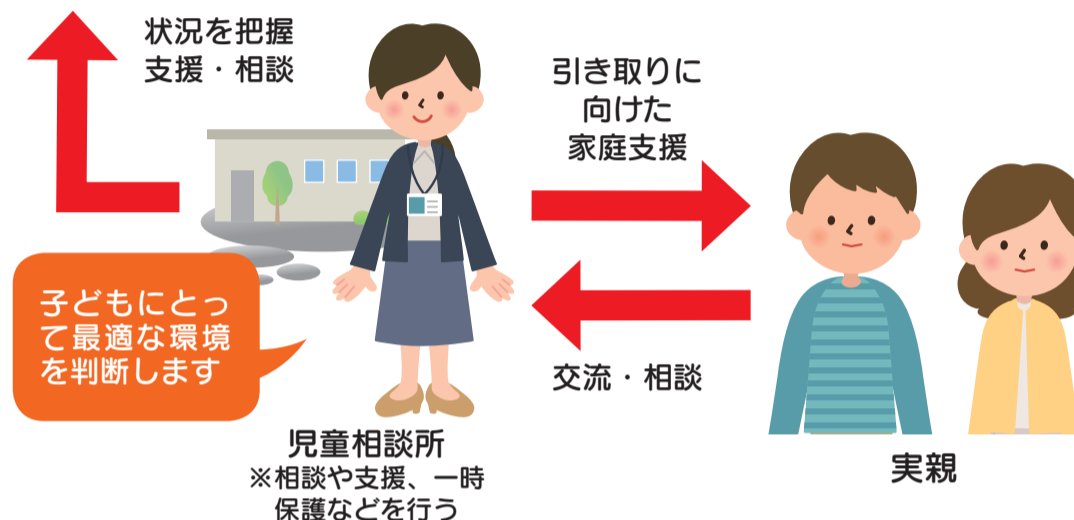 状況を把握
支援・相談
引き取りに
向けた
家庭支援
子どもにとっ
て最適な環境
を判断します
交流・相談
児童相談所
※相談や支援、一時
保護などを行う
実親